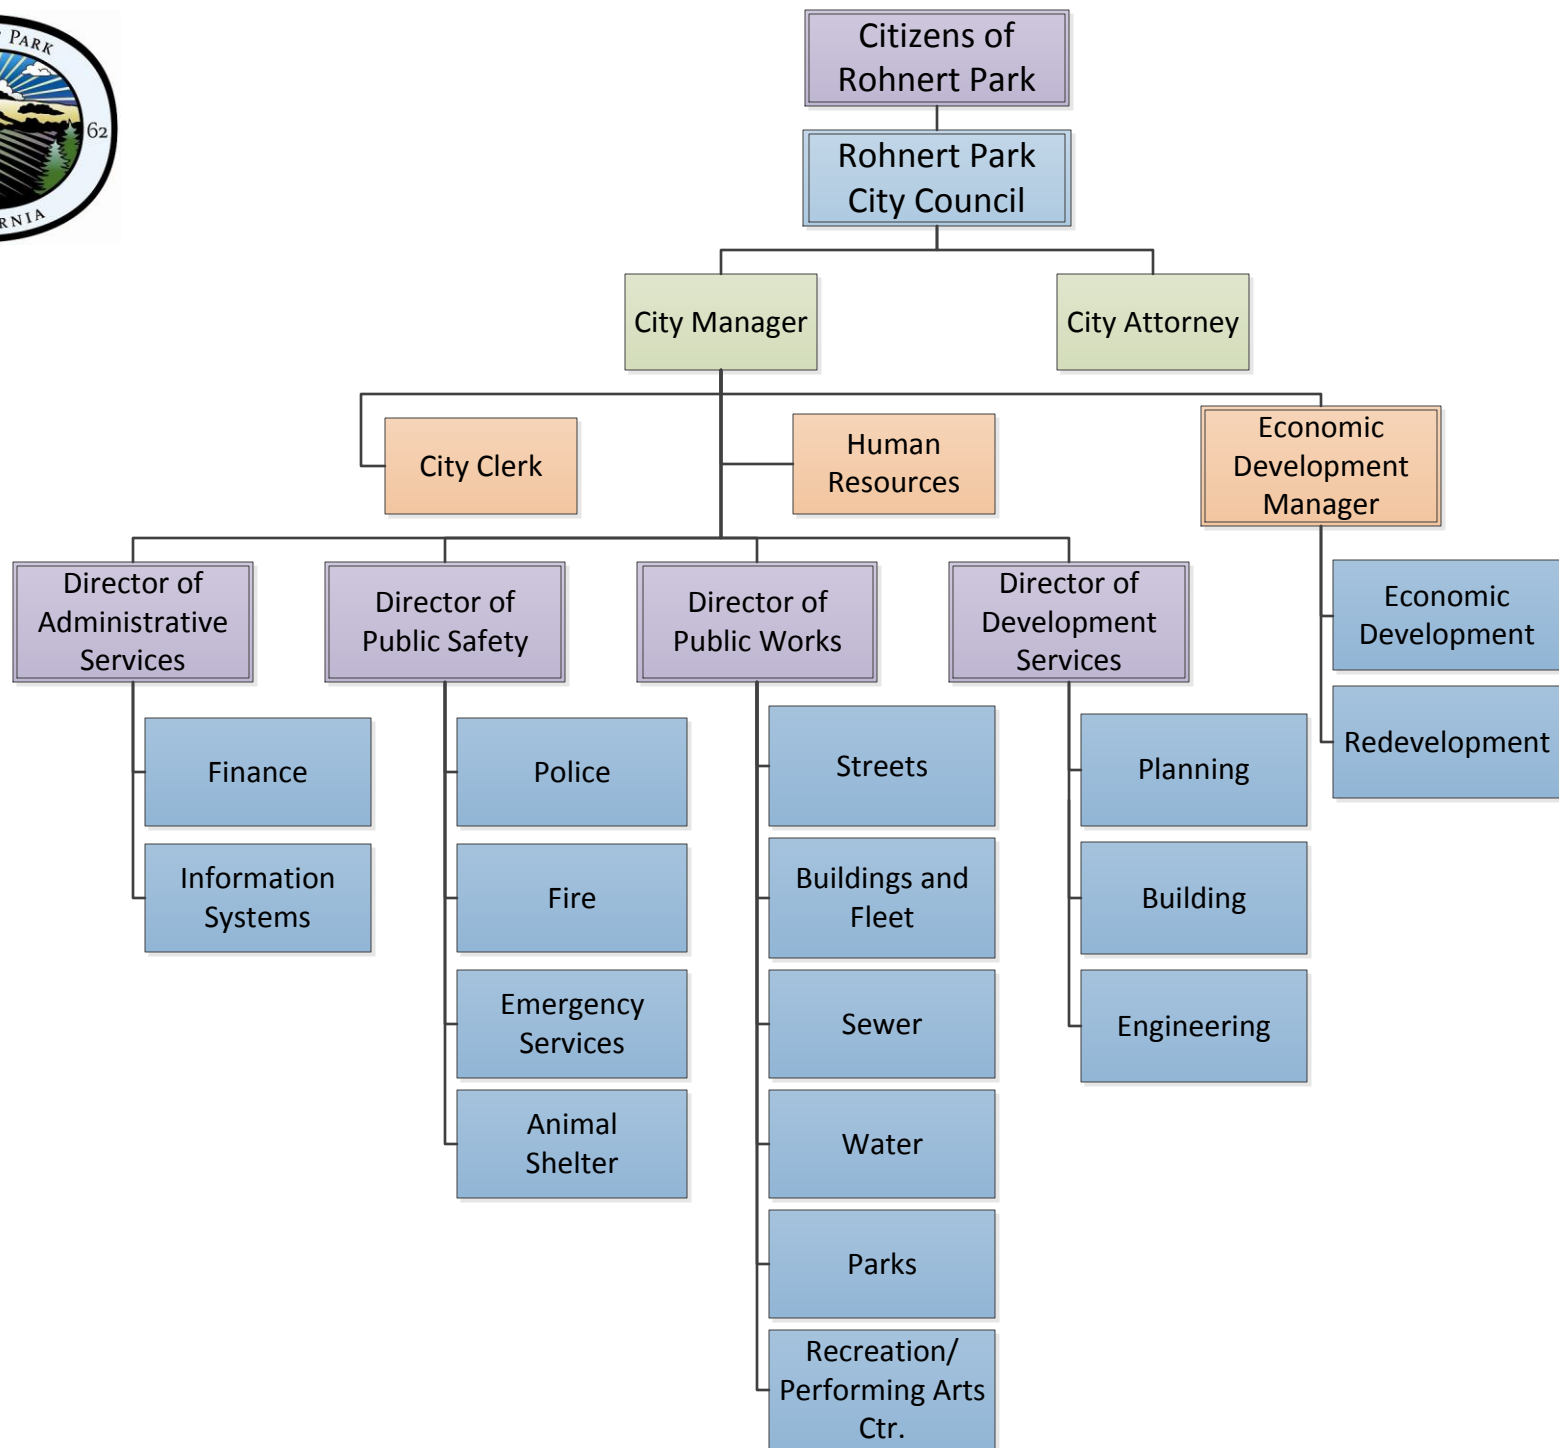 PARK
62
Citizens of
Rohnert Park
Rohnert Park
City Council
City Manager
City Attorney
City Clerk
Human
Resources
Economic
Development
Manager
Director of
Administrative
Services
Director of
Public Safety
Director of
Public Works
Director of
Development
Services
Economic
Development
Redevelopment
Finance
Police
Streets
Planning
Information
Systems
Fire
Buildings and
Fleet
Building
Emergency
Services
Sewer
Engineering
Animal
Shelter
Water
Parks
Recreation/
Performing Arts
Ctr.